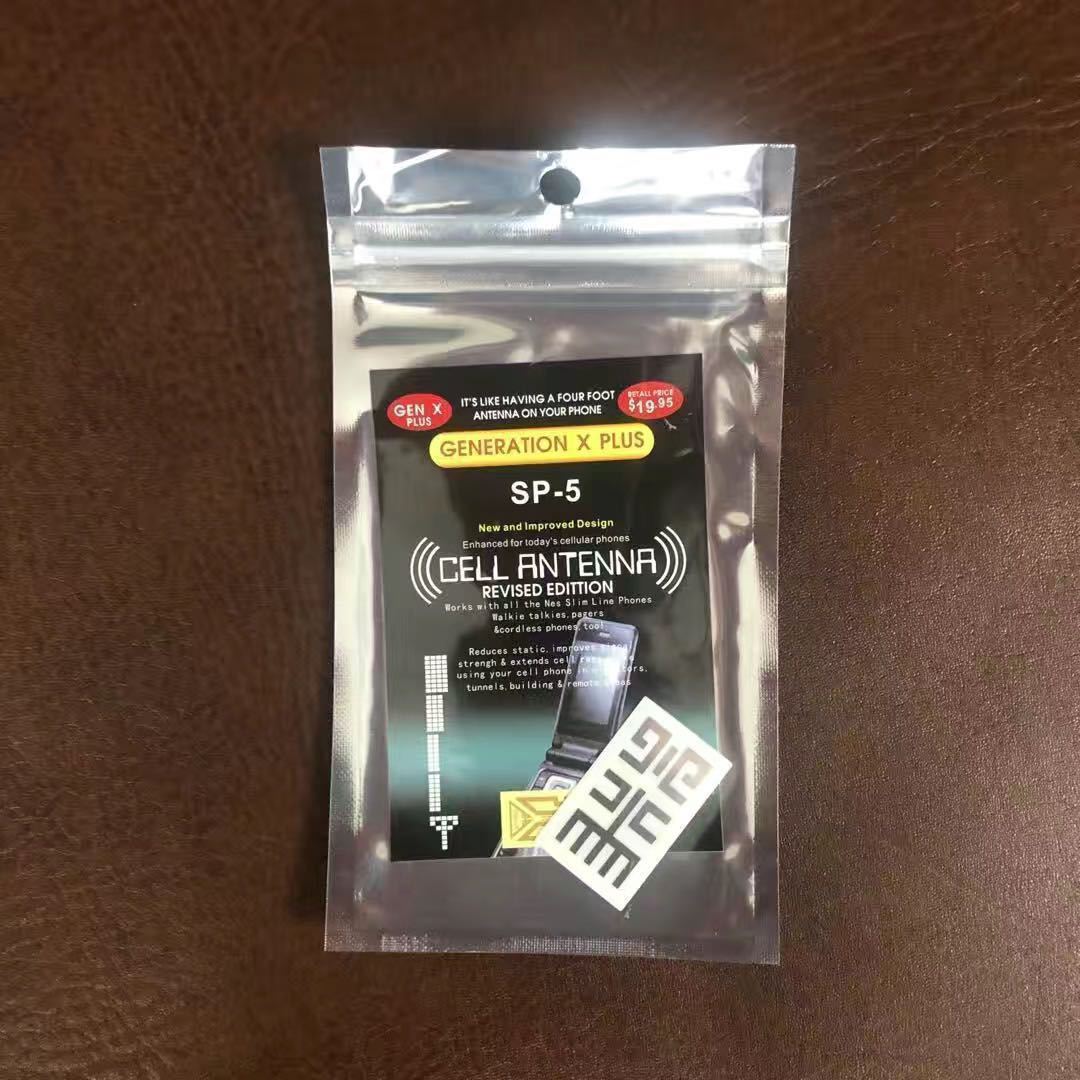 GEN X
PLUS
IT'S LIKE HAVING A FOUR FOOT
ANTENNA ON YOUR PHONE
RETALL PRICE
$19.95
GENERATION X PLUS
SP-5
New and Improved Design
Enhanced for today's cellular phones
CELL ANTENNA
REVISED EDITTION
Works with all the Nes Slim Line Phones
Walkie talkies, pagers
&cordless phones, too!
Reduces static, improves
strengh & extends cell
using your cell phone in
tunnels, building & remote